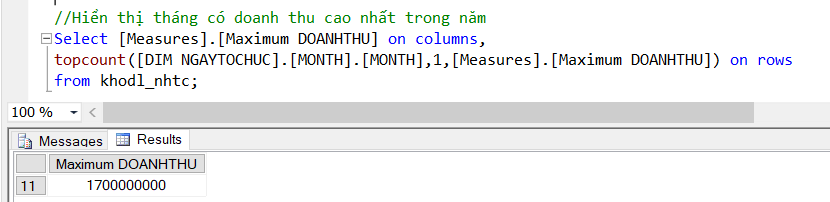 //Hiển thị tháng có doanh thu cao nhất trong năm
Select [Measures].[Maximum DOANHTHU] on columns,
topcount([DIM NGAYTOCHUC].[MONTH].[MONTH],1,[Measures].[Maximum DOANHTHU]) on rows
from khodl_nhtc;
100 %
Messages Results
Maximum DOANHTHU
11 1700000000